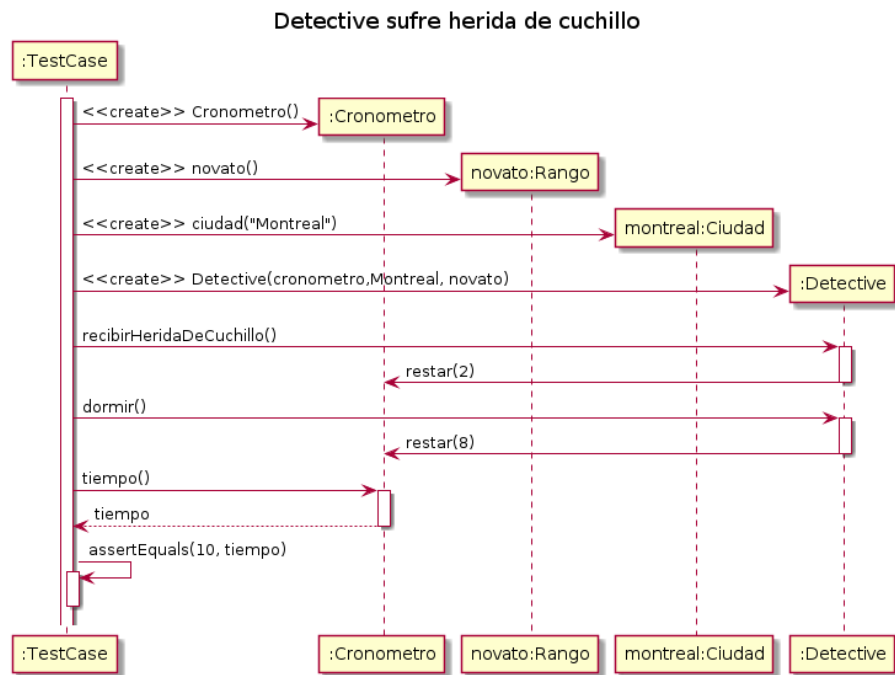 Detective sufre herida de cuchillo
:TestCase
<<create>> Cronometro()
:Cronometro
<<create>> novato()
novato:Rango
<<create>> ciudad("Montreal")
montreal:Ciudad
<<create>> Detective(cronometro,Montreal, novato)
:Detective
recibirHeridaDeCuchillo()
restar(2)
dormir()
restar(8)
tiempo()
tiempo
assertEquals(10, tiempo)
:TestCase
:Cronometro
novato:Rango
montreal:Ciudad
:Detective